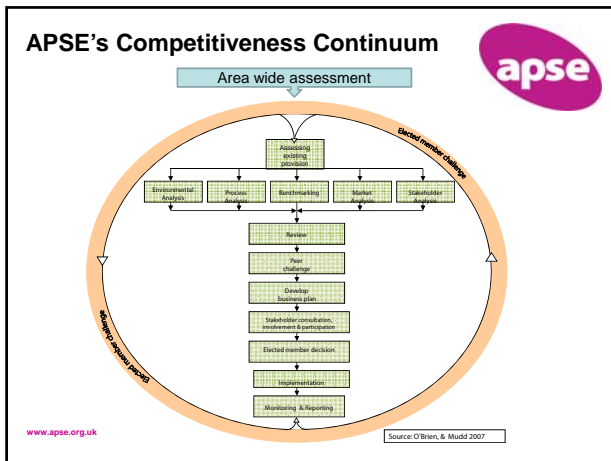 APSE's Competitiveness Continuum
apse
Area wide assessment
Elected member challenge
Assessing
existing
provision
Environmental
Analysis
Process
Analysis
Benchmarking
Market
Analysis
Stakeholder
Analysis
Review
Peer
challenge
Develop
business plan
Stakeholder consultation,
involvement & participation
Elected member decision
Implementation
Monitoring & Reporting
Elected member challenge
www.apse.org.uk
Source: O'Brien, & Mudd 2007